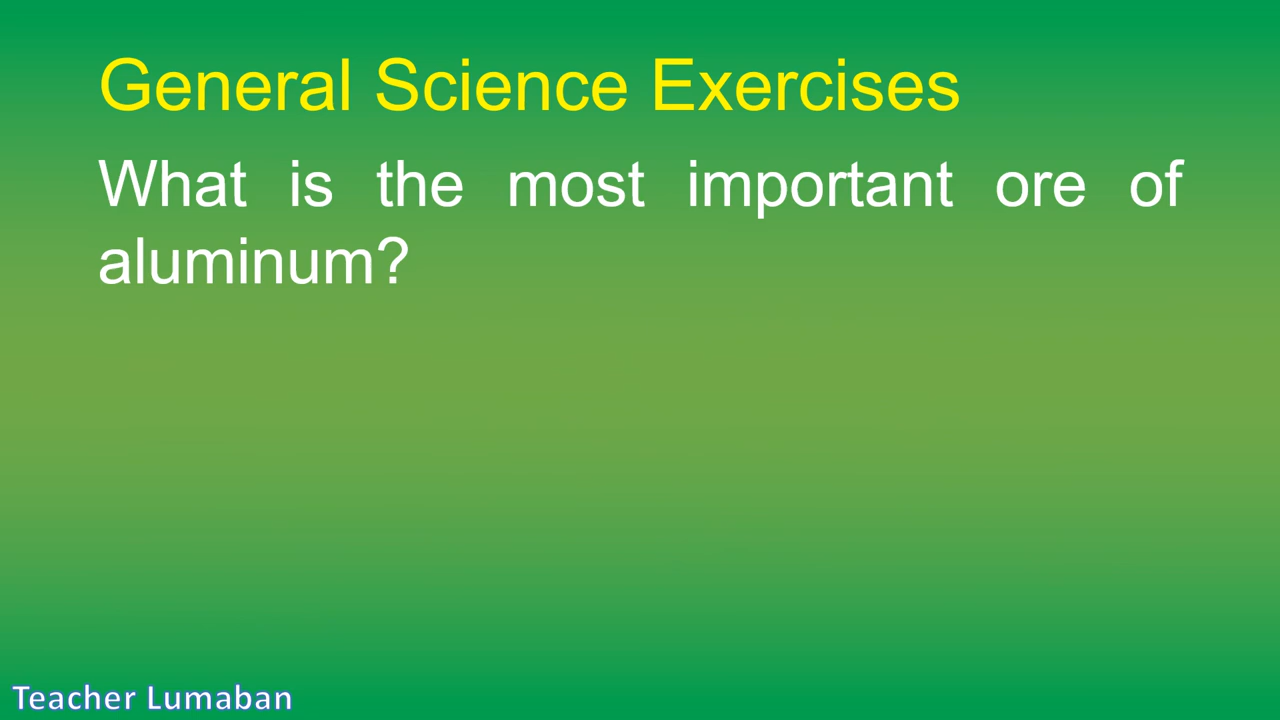 General Science Exercises
What is the most important ore of
aluminum?
Teacher Lumaban